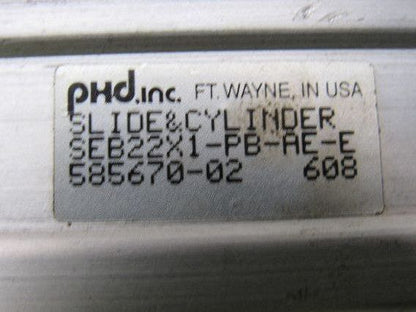 PHD, INC. FT. WAYNE, IN USA
SLIDE&CYLINDER
SEB22X1-PB-AE-E
585670-02 608